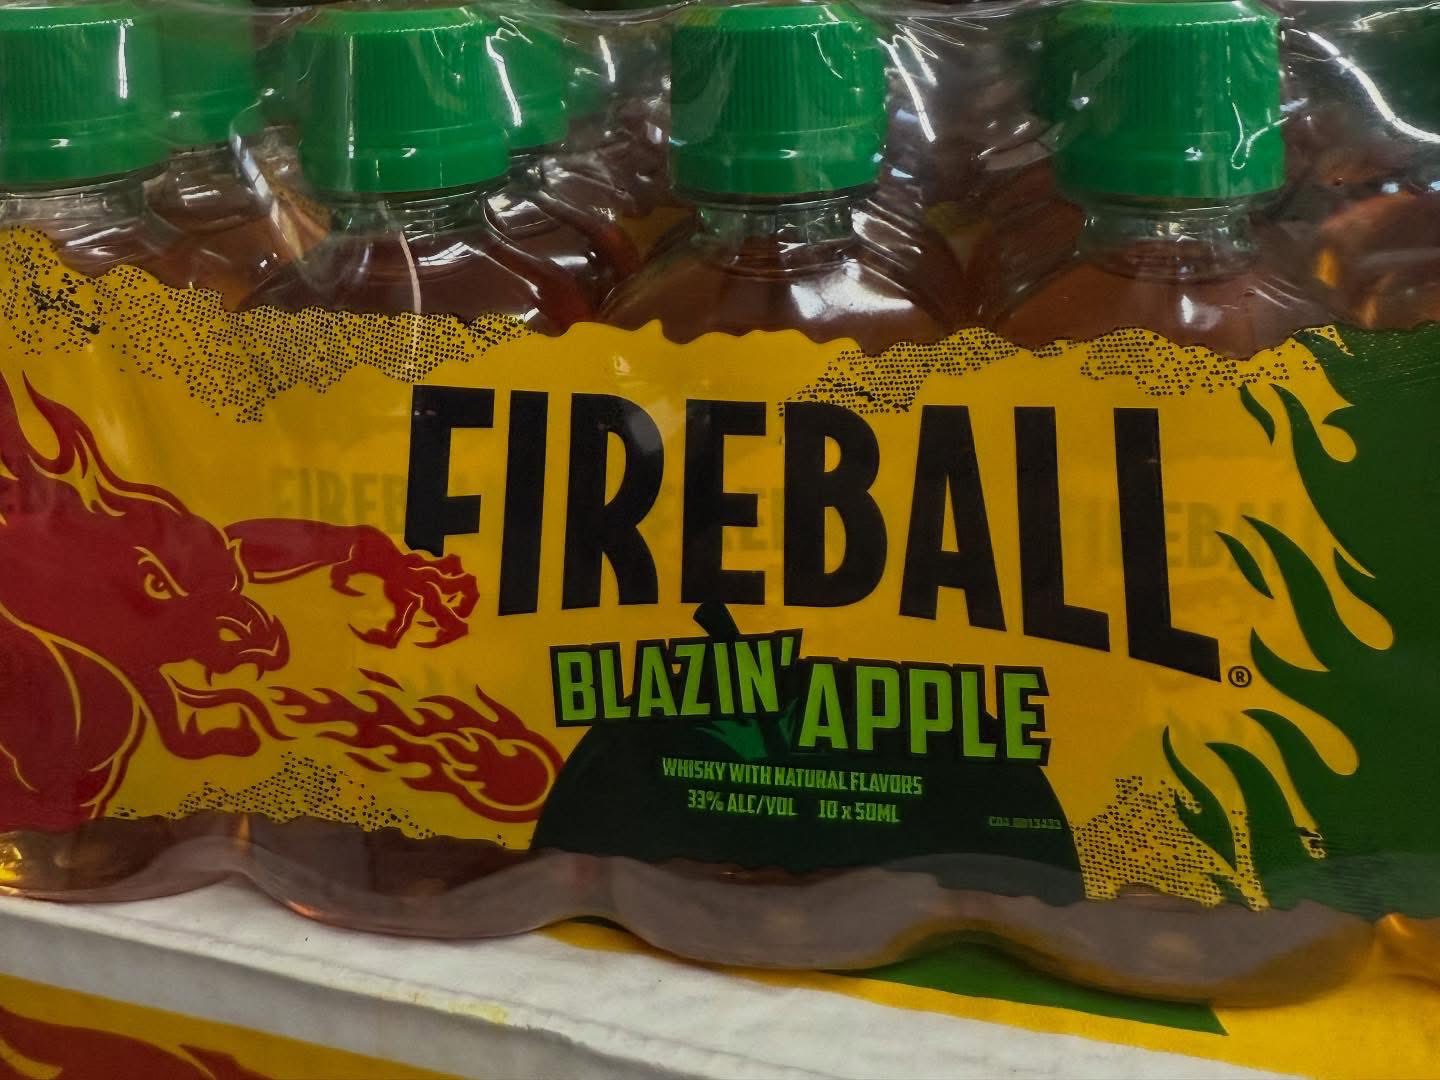 FIREBALL®
BLAZIN' APPLE
WHISKY WITH NATURAL FLAVORS
33% ALC/VOL 10 x 50ML